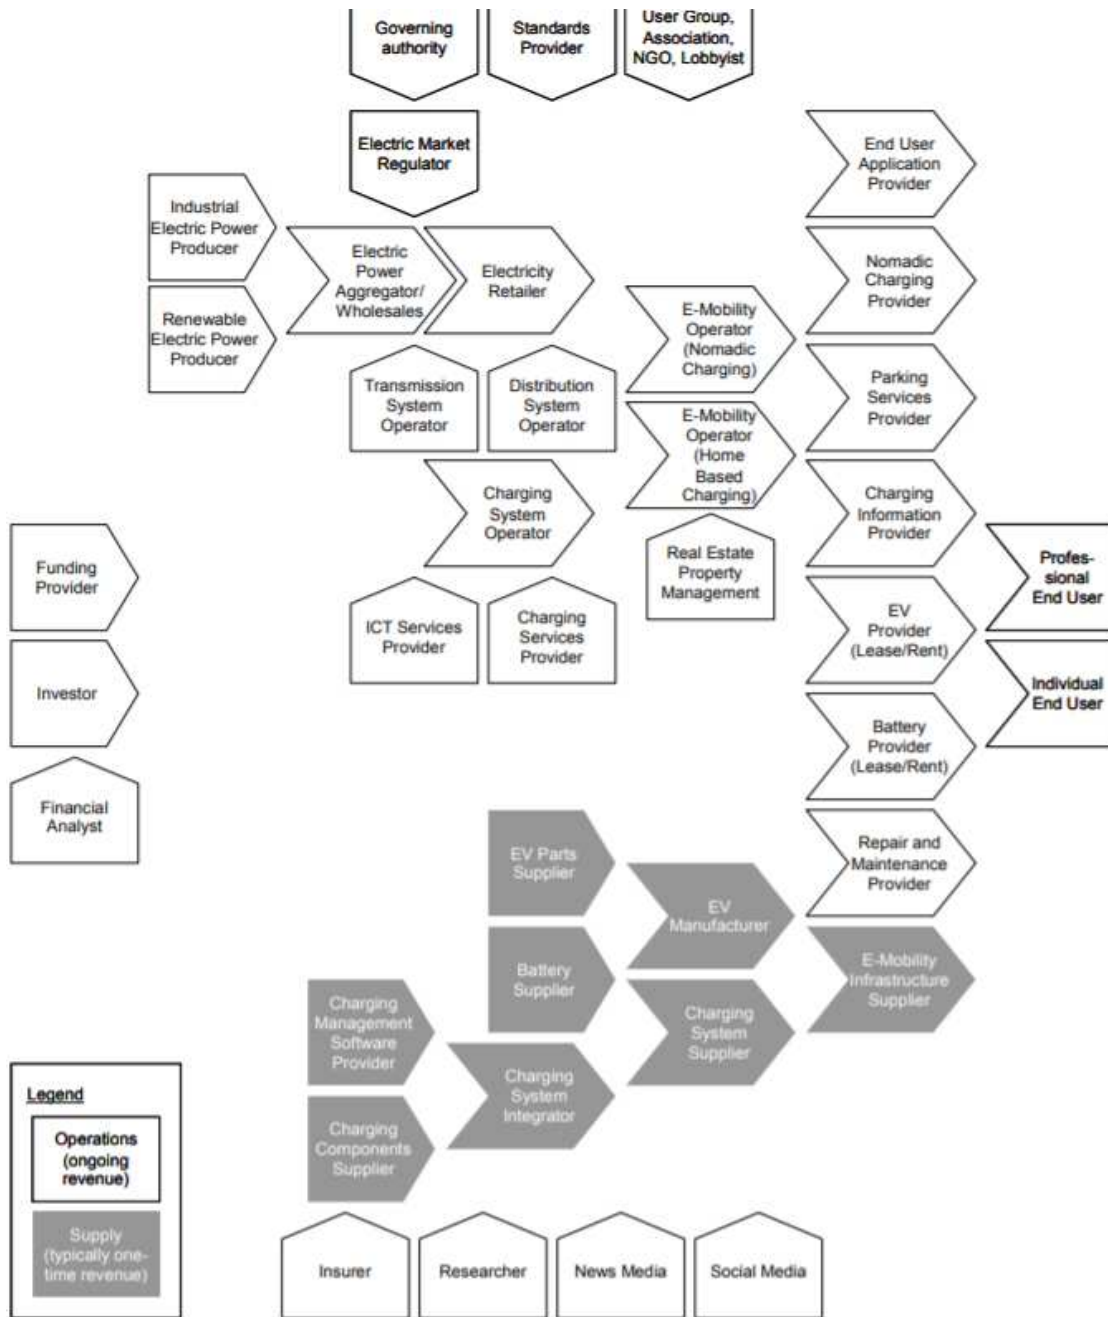 Governing
authority
Standards
Provider
User Group,
Association,
NGO, Lobbyist
Electric Market
Regulator
End User
Application
Provider
Industrial
Electric Power
Producer
Electric
Power
Aggregator/
Wholesales
Electricity
Retailer
Nomadic
Charging
Provider
Renewable
Electric Power
Producer
E-Mobility
Operator
(Nomadic
Charging)
Transmission
System
Operator
Distribution
System
Operator
Parking
Services
Provider
E-Mobility
Operator
(Home
Based
Charging)
Charging
System
Operator
Charging
Information
Provider
Funding
Provider
Real Estate
Property
Management
Profes-
sional
End User
ICT Services
Provider
Charging
Services
Provider
EV
Provider
(Lease/Rent)
Investor
Individual
End User
Battery
Provider
(Lease/Rent)
Financial
Analyst
EV Parts
Supplier
Repair and
Maintenance
Provider
EV
Manufacturer
Battery
Supplier
E-Mobility
Infrastructure
Supplier
Charging
Management
Software
Provider
Charging
System
Supplier
Charging
System
Integrator
Charging
Components
Supplier
Legend
Operations
(ongoing
revenue)
Supply
(typically one-
time revenue)
Insurer
Researcher
News Media
Social Media